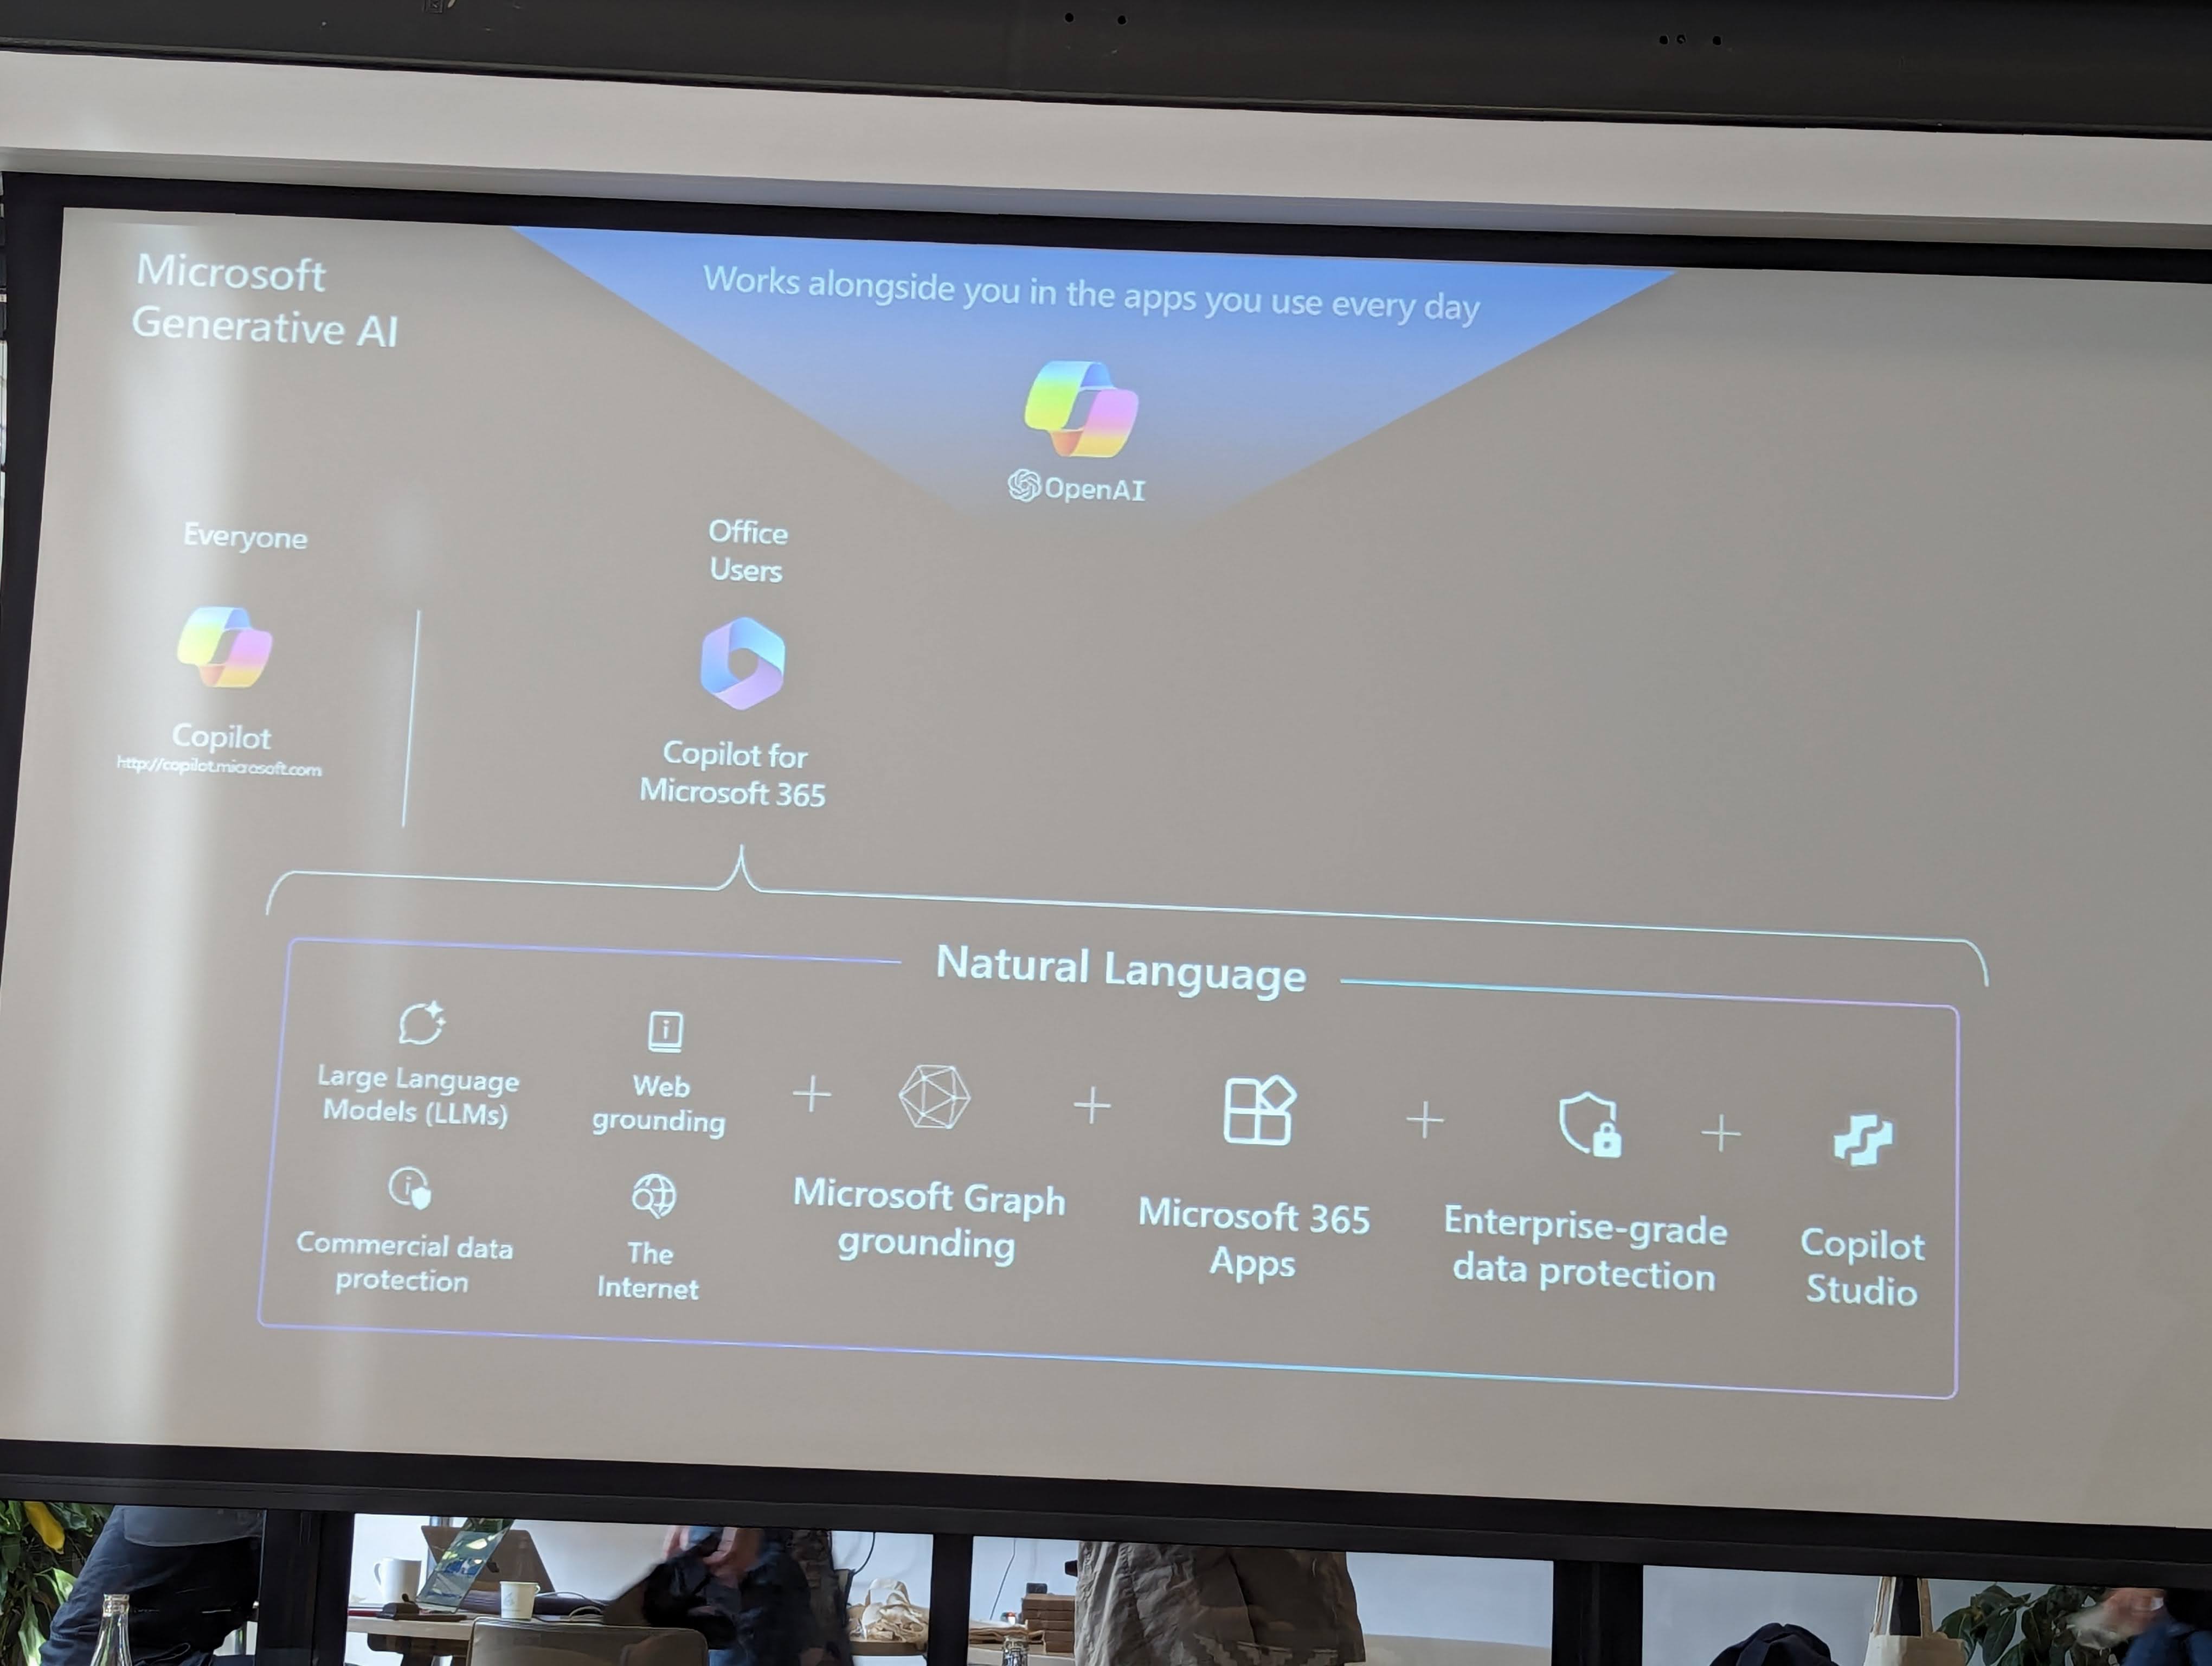 Microsoft
Generative AI
Works alongside you in the apps you use every day
OpenAI
Everyone
Copilot
http://copilot.microsoft.com
Office
Users
Copilot for
Microsoft 365
Natural Language
Large Language
Models (LLMs)
Web
grounding
Commercial data
protection
The
Internet
+
Microsoft Graph
grounding
+
Microsoft 365
Apps
+
Enterprise-grade
data protection
+
Copilot
Studio